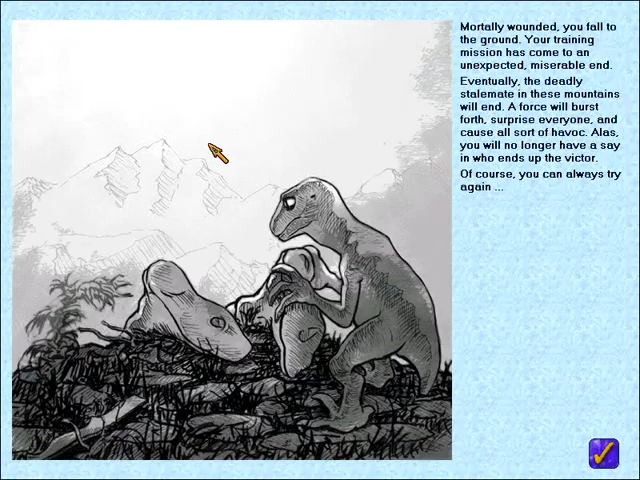 Mortally wounded, you fall to
the ground. Your training
mission has come to an
unexpected, miserable end.
Eventually, the deadly
stalemate in these mountains
will end. A force will burst
forth, surprise everyone, and
cause all sort of havoc. Alas,
you will no longer have a say
in who ends up the victor.
Of course, you can always try
again ...